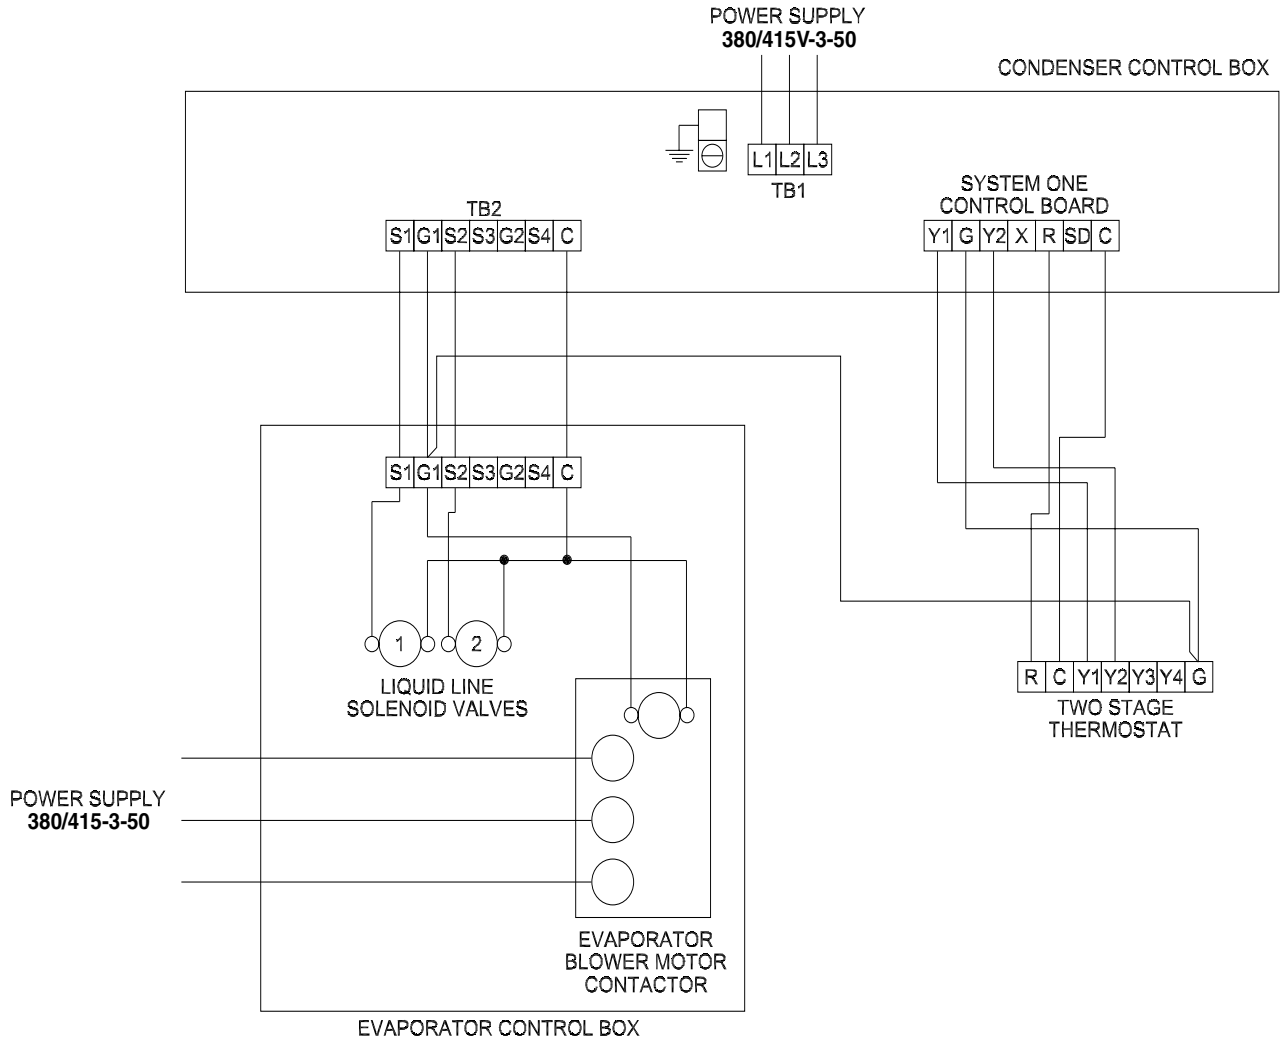 POWER SUPPLY
380/415V-3-50
CONDENSER CONTROL BOX
L1 L2 L3
TB1
SYSTEM ONE
CONTROL BOARD
Y1 G Y2 X R SD C
TB2
S1 G1 S2 S3 G2 S4 C
S1 G1 S2 S3 G2 S4 C
1 2
LIQUID LINE
SOLENOID VALVES
R C Y1 Y2 Y3 Y4 G
TWO STAGE
THERMOSTAT
POWER SUPPLY
380/415-3-50
EVAPORATOR
BLOWER MOTOR
CONTACTOR
EVAPORATOR CONTROL BOX